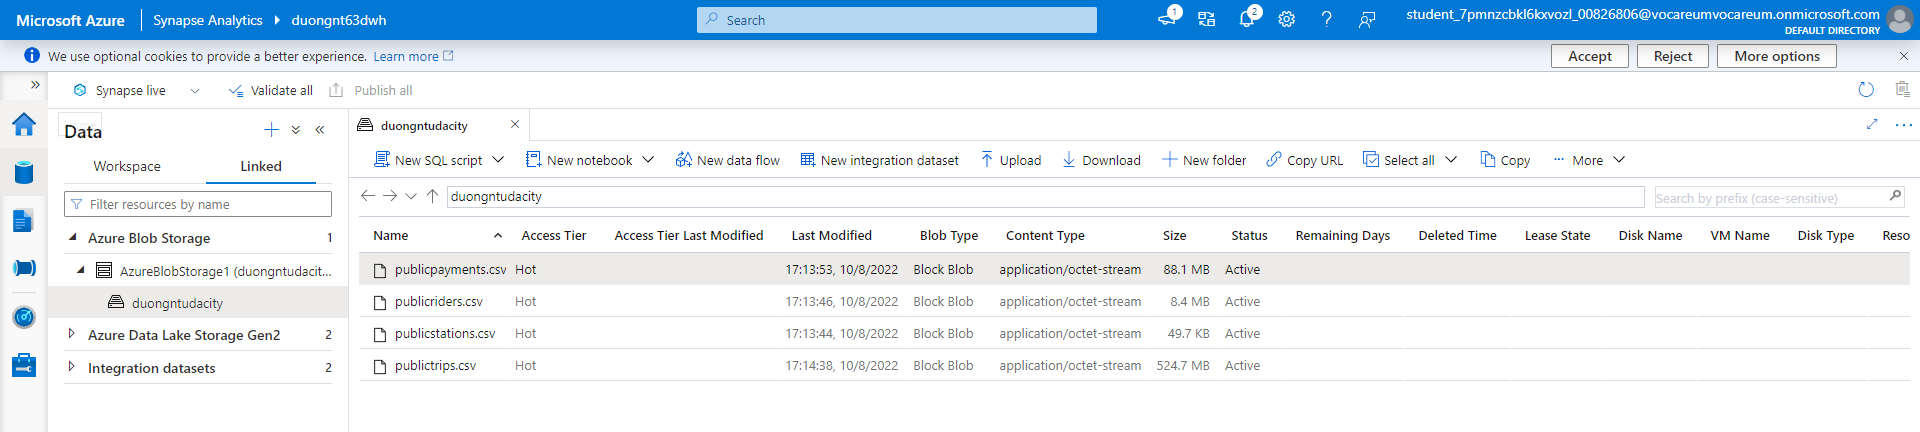 Microsoft Azure Synapse Analytics duongnt63dwh Search 1 2 student_7pmnzcbkl6kxvozl_00826806@vocareumvocareum.onmicrosoft.com
DEFAULT DIRECTORY
We use optional cookies to provide a better experience. Learn more Accept Reject More options
Synapse live Validate all Publish all
Data duongntudacity
Workspace Linked New SQL script New notebook New data flow New integration dataset Upload Download New folder Copy URL Select all Copy More
Filter resources by name duongntudacity Search by prefix (case-sensitive)
Azure Blob Storage 1 Name Access Tier Access Tier Last Modified Last Modified Blob Type Content Type Size Status Remaining Days Deleted Time Lease State Disk Name VM Name Disk Type Reso
AzureBlobStorage1 (duongntudacit... publicpayments.csv Hot 17:13:53, 10/8/2022 Block Blob application/octet-stream 88.1 MB Active
duongntudacity publicriders.csv Hot 17:13:46, 10/8/2022 Block Blob application/octet-stream 8.4 MB Active
Azure Data Lake Storage Gen2 2 publicstations.csv Hot 17:13:44, 10/8/2022 Block Blob application/octet-stream 49.7 KB Active
Integration datasets 2 publictrips.csv Hot 17:14:38, 10/8/2022 Block Blob application/octet-stream 524.7 MB Active